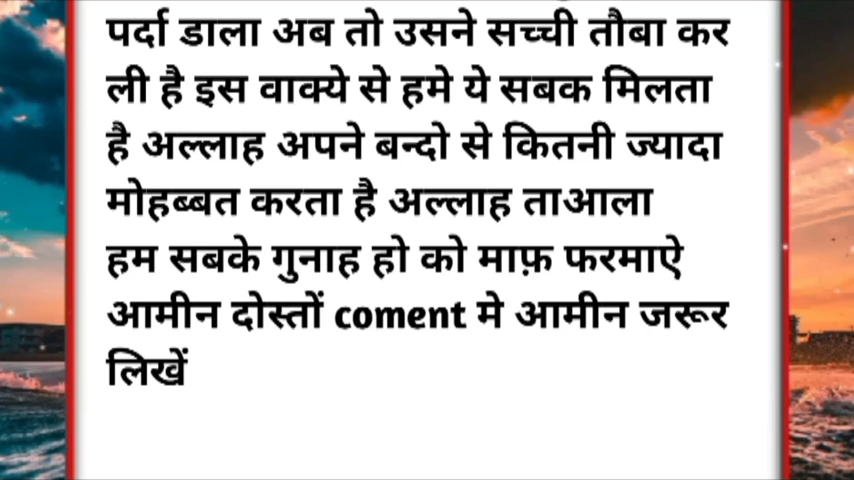 पर्दा डाला अब तो उसने सच्ची तौबा कर
ली है इस वाक्ये से हमे ये सबक मिलता
है अल्लाह अपने बन्दो से कितनी ज्यादा
मोहब्बत करता है अल्लाह ताआला
हम सबके गुनाह हो को माफ़ फरमाऐ
आमीन दोस्तों coment मे आमीन जरूर
लिखें